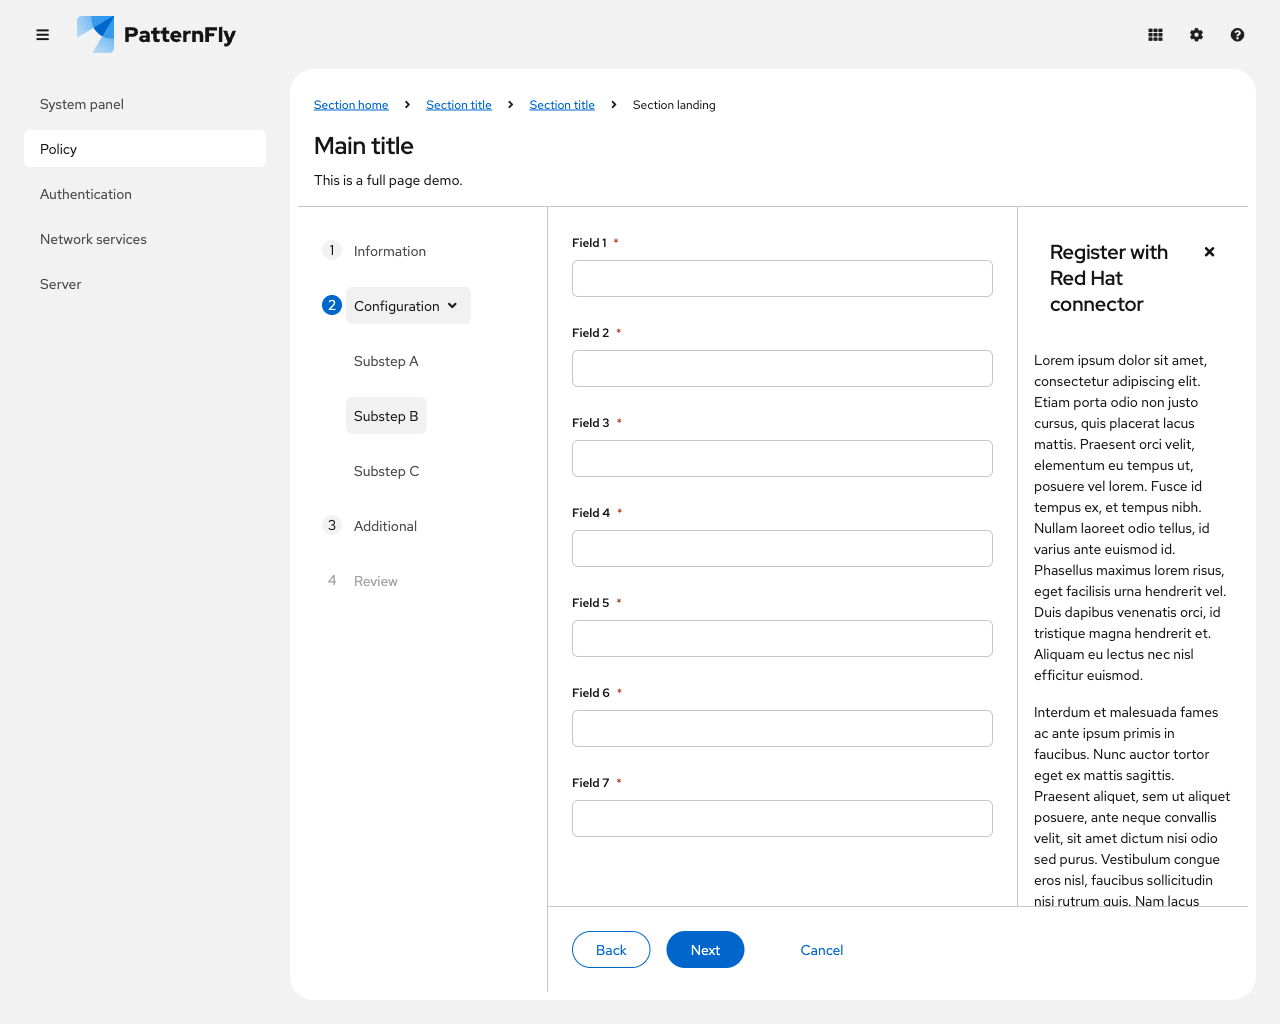 PatternFly
System panel
Policy
Authentication
Network services
Server
Section home
Section title
Section title
Section landing
Main title
This is a full page demo.
1 Information
2 Configuration
Substep A
Substep B
Substep C
3 Additional
4 Review
Field 1 *
Field 2 *
Field 3 *
Field 4 *
Field 5 *
Field 6 *
Field 7 *
Register with
Red Hat
connector
Lorem ipsum dolor sit amet,
consectetur adipiscing elit.
Etiam porta odio non justo
cursus, quis placerat lacus
mattis. Praesent orci velit,
elementum eu tempus ut,
posuere vel lorem. Fusce id
tempus ex, et tempus nibh.
Nullam laoreet odio tellus, id
varius ante euismod id.
Phasellus maximus lorem risus,
eget facilisis urna hendrerit vel.
Duis dapibus venenatis orci, id
tristique magna hendrerit et.
Aliquam eu lectus nec nisl
efficitur euismod.
Interdum et malesuada fames
ac ante ipsum primis in
faucibus. Nunc auctor tortor
eget ex mattis sagittis.
Praesent aliquet, sem ut aliquet
posuere, ante neque convallis
velit, sit amet dictum nisi odio
sed purus. Vestibulum congue
eros nisl, faucibus sollicitudin
nisi rutrum quis. Nam lacus
Back
Next
Cancel